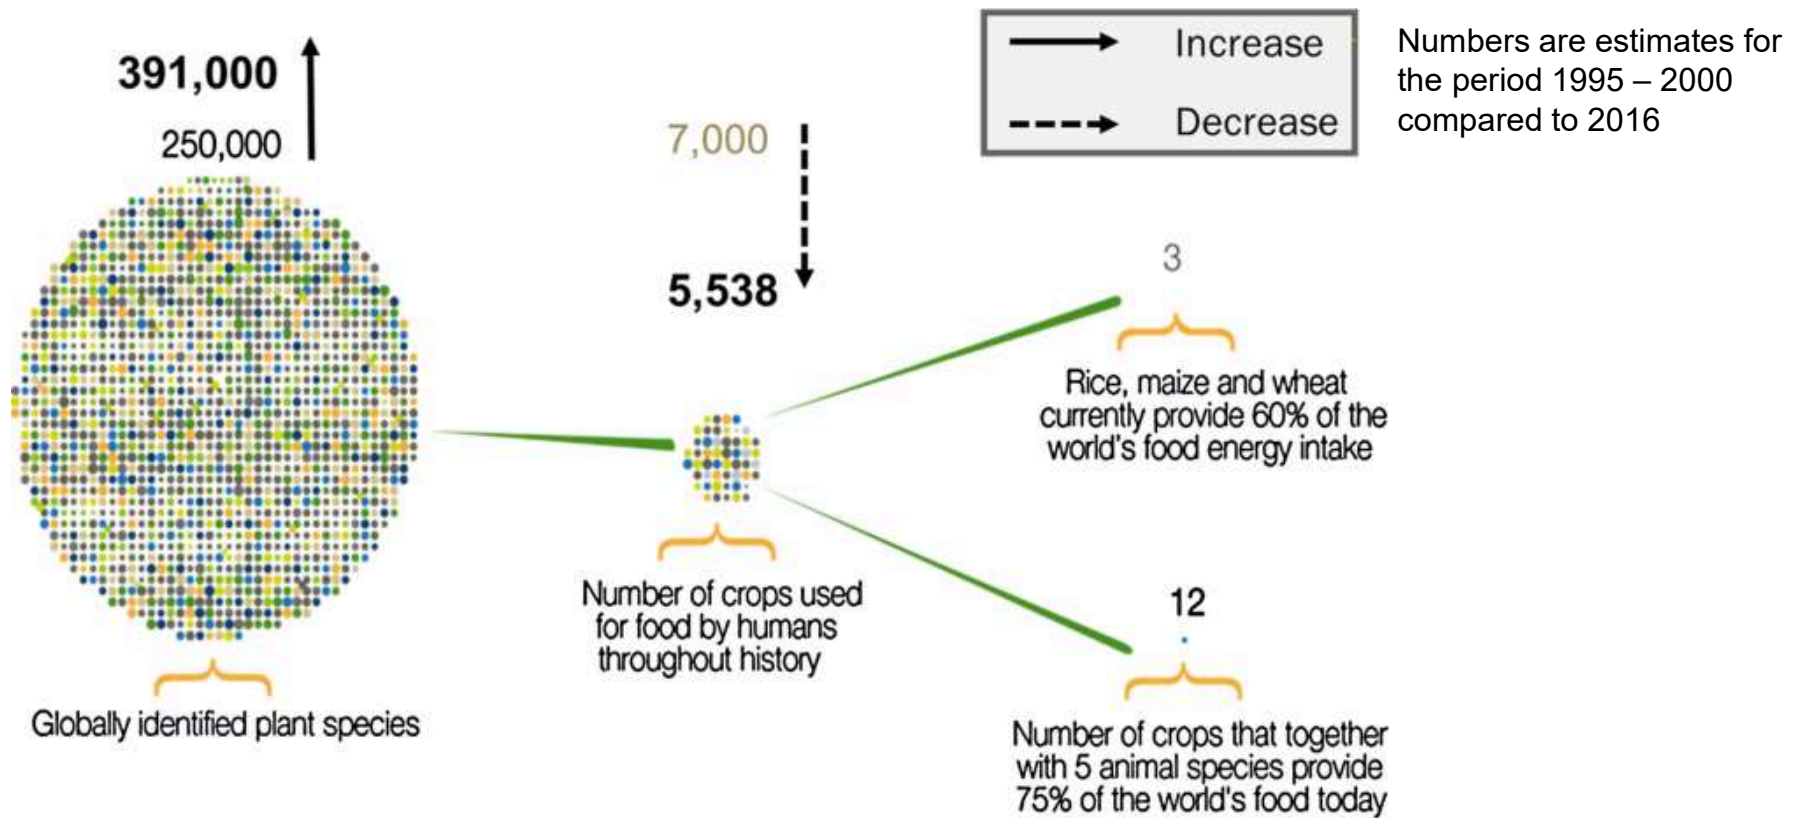 391,000
250,000
Globally identified plant species
7,000
5,538
Number of crops used
for food by humans
throughout history
Increase
Decrease
Numbers are estimates for
the period 1995 – 2000
compared to 2016
3
Rice, maize and wheat
currently provide 60% of the
world's food energy intake
12
Number of crops that together
with 5 animal species provide
75% of the world's food today